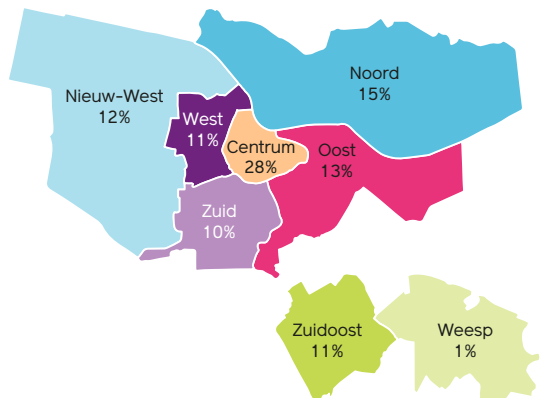 Noord
15%
Nieuw-West
12%
West
11%
Centrum
28%
Oost
13%
Zuid
10%
Zuidoost
11%
Weesp
1%